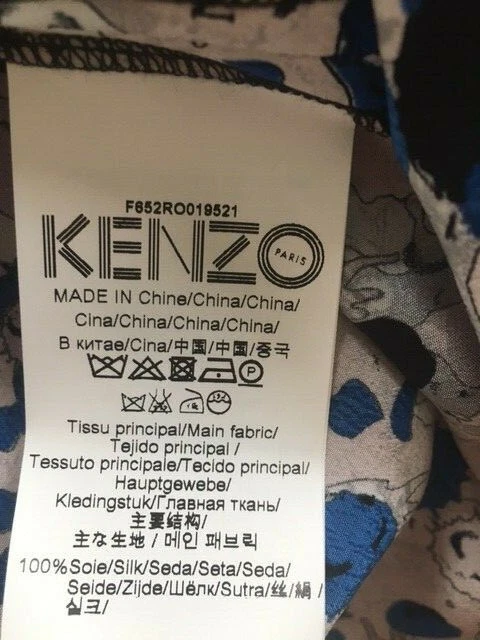 F652RO019521
KENZO
PARIS
MADE IN Chine/China/China/
Cina/China/China/China/
В китае/Cina/中国/中国/중국
P
Tissu principal/Main fabric/
Tejido principal /
Tessuto principale/Tecido principal/
Hauptgewebe/
Kledingstuk/Главная ткань/
主要结构/
主な生地 / 메인 패브릭
100%Soie/Silk/Seda/Seta/Seda/
Seide/Zijde/Шёлк/Sutra/丝/絹 /
실크/